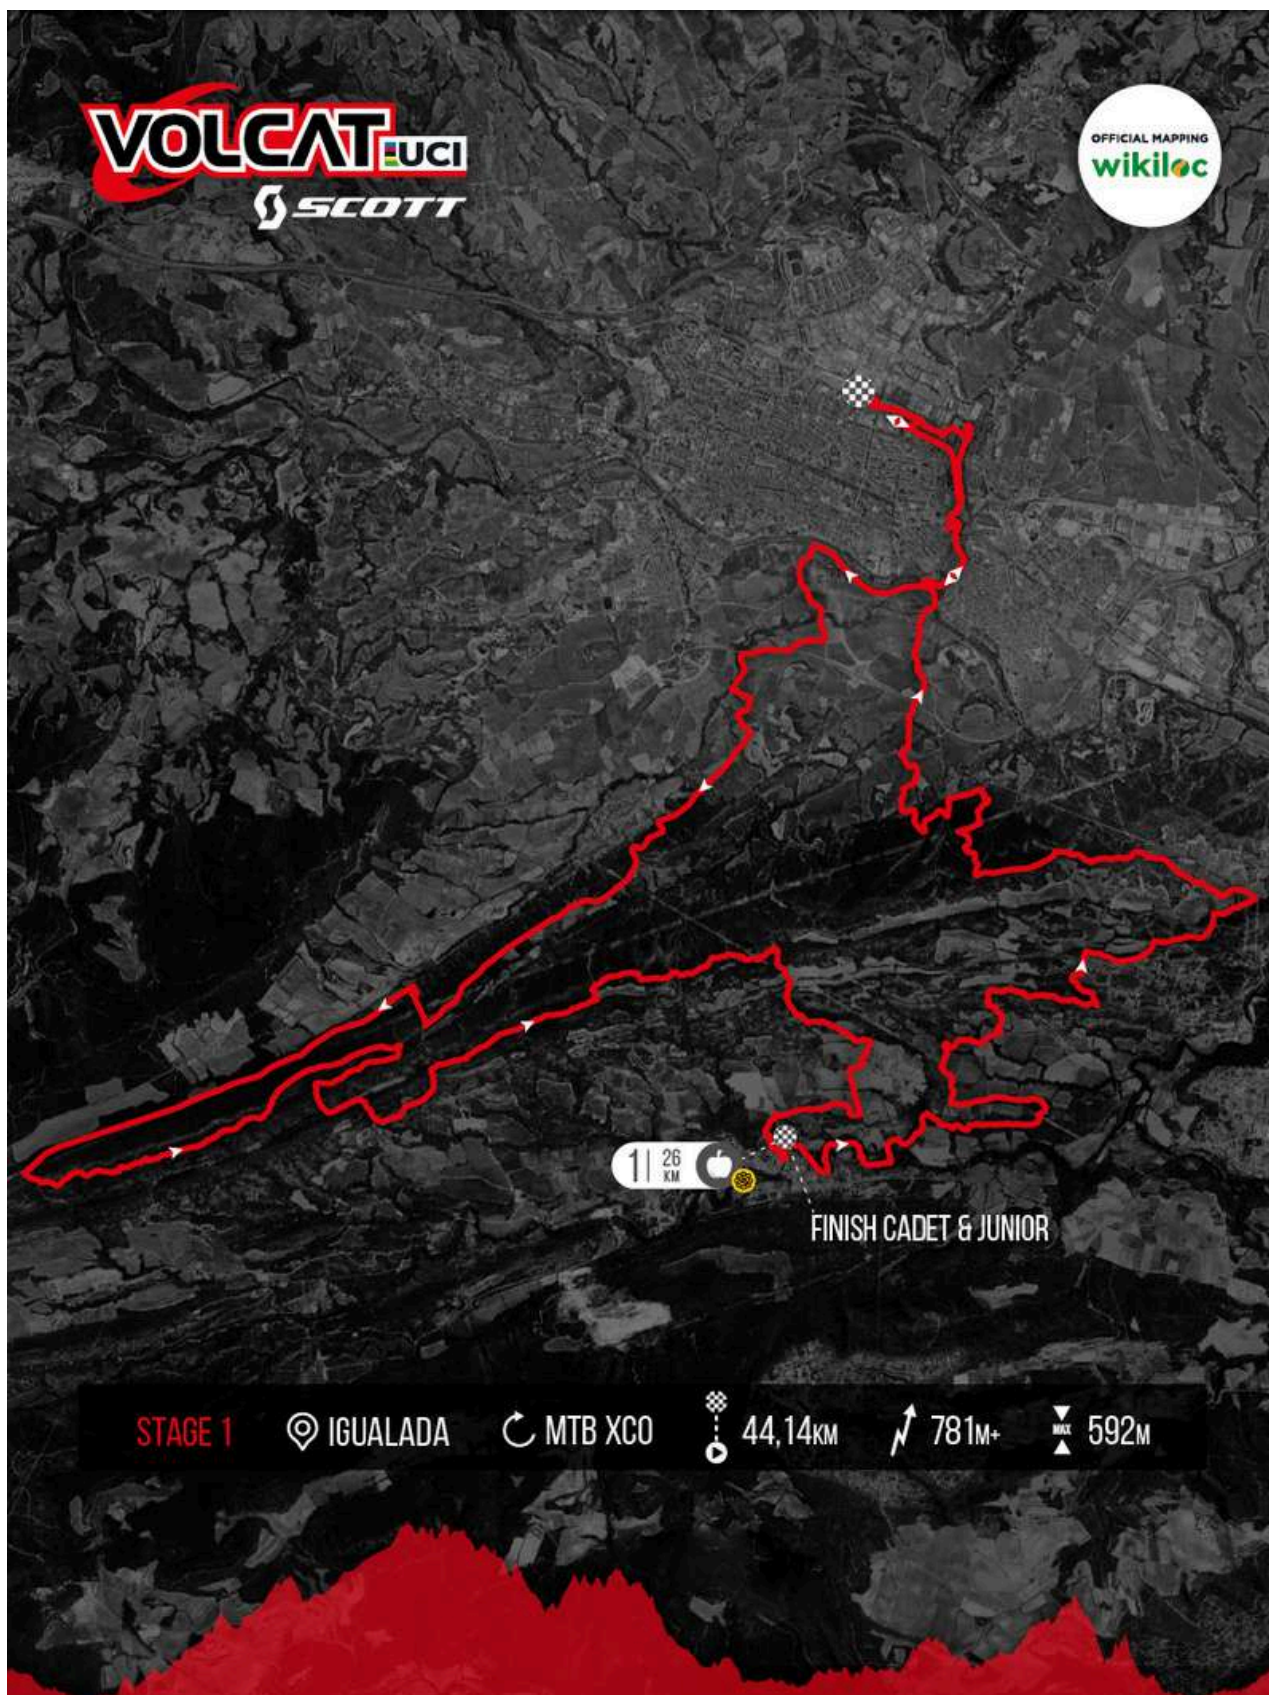 VOLCAT UCI
SCOTT
OFFICIAL MAPPING
wikiloc
1 | 26 KM
FINISH CADET & JUNIOR
STAGE 1 IGUALADA MTB XCO 44,14KM 781M+ MAX 592M